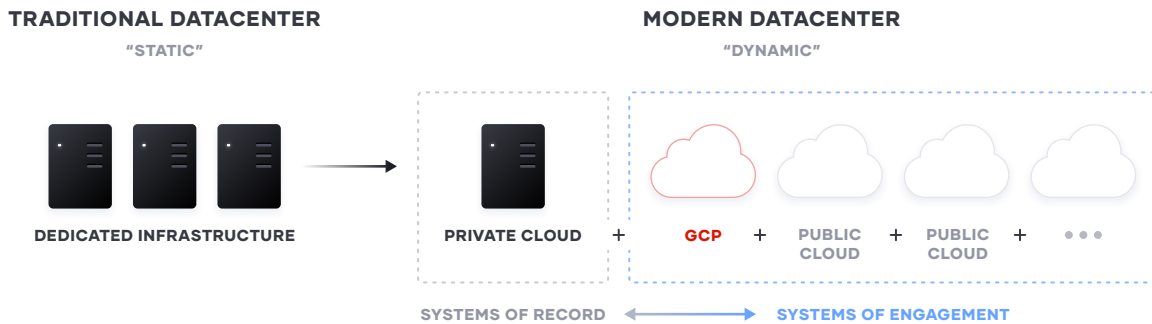 TRADITIONAL DATACENTER
“STATIC”
DEDICATED INFRASTRUCTURE
MODERN DATACENTER
“DYNAMIC”
PRIVATE CLOUD + GCP + PUBLIC CLOUD + PUBLIC CLOUD + •••
SYSTEMS OF RECORD
SYSTEMS OF ENGAGEMENT